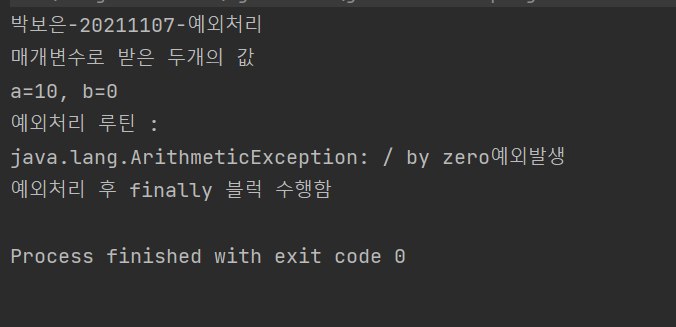 박보은-20211107-예외처리
매개변수로 받은 두개의 값
a=10, b=0
예외처리 루틴 :
java.lang.ArithmeticException: / by zero예외발생
예외처리 후 finally 블럭 수행함
Process finished with exit code 0